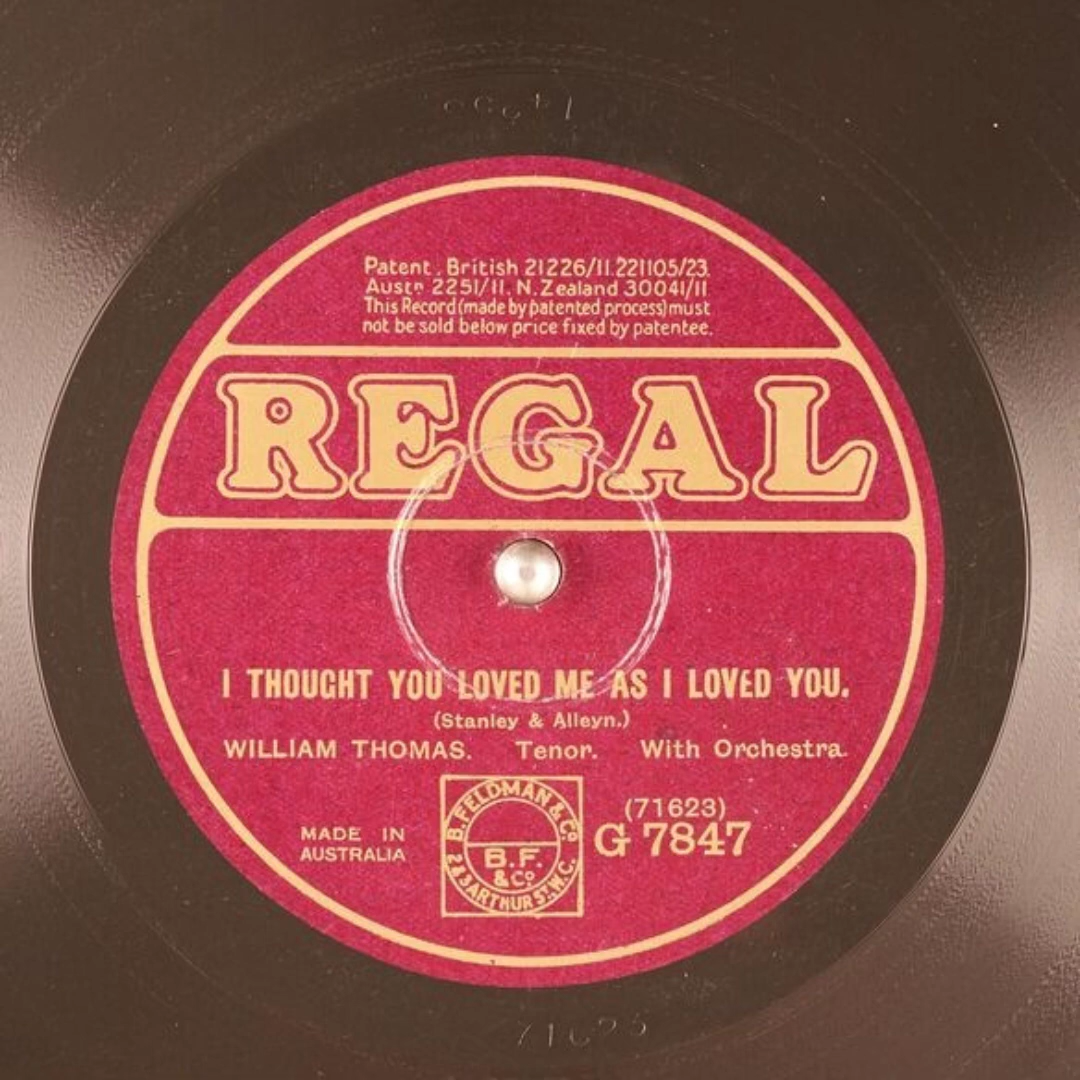 Patent. British 21226/11.221105/23.
Austn 2251/11. N.Zealand 30041/11
This Record (made by patented process) must
not be sold below price fixed by patentee.
REGAL
I THOUGHT YOU LOVED ME AS I LOVED YOU.
(Stanley & Alleyn.)
WILLIAM THOMAS. Tenor. With Orchestra.
MADE IN
AUSTRALIA
B. FELDMAN & Co
B.F.
& Co
2 & 3 ARTHUR ST. W.C.
(71623)
G 7847
71623